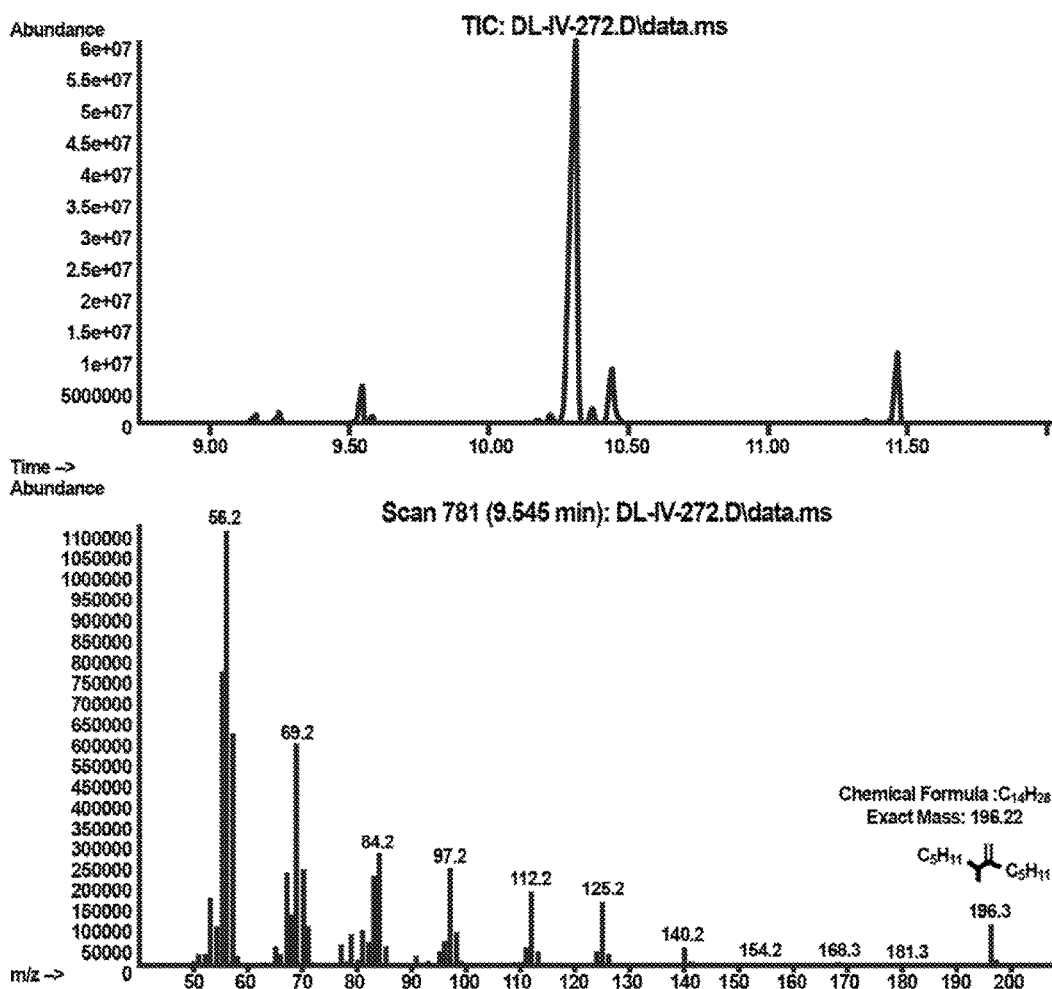 Abundance
TIC: DL-IV-272.D\data.ms
6e+07
5.5e+07
5e+07
4.5e+07
4e+07
3.5e+07
3e+07
2.5e+07
2e+07
1.5e+07
1e+07
5000000
0
9.00 9.50 10.00 10.50 11.00 11.50
Time -->
Abundance
Scan 781 (9.545 min): DL-IV-272.D\data.ms
56.2
1100000
1050000
1000000
950000
900000
850000
800000
750000
700000
650000
600000
550000
500000
450000
400000
350000
300000
250000
200000
150000
100000
50000
0
69.2
84.2
97.2
112.2
125.2
140.2
154.2
168.3
181.3
196.3
Chemical Formula :C₁₄H₂₈
Exact Mass: 196.22
C₅H₁₁ C₅H₁₁
m/z --> 50 60 70 80 90 100 110 120 130 140 150 160 170 180 190 200